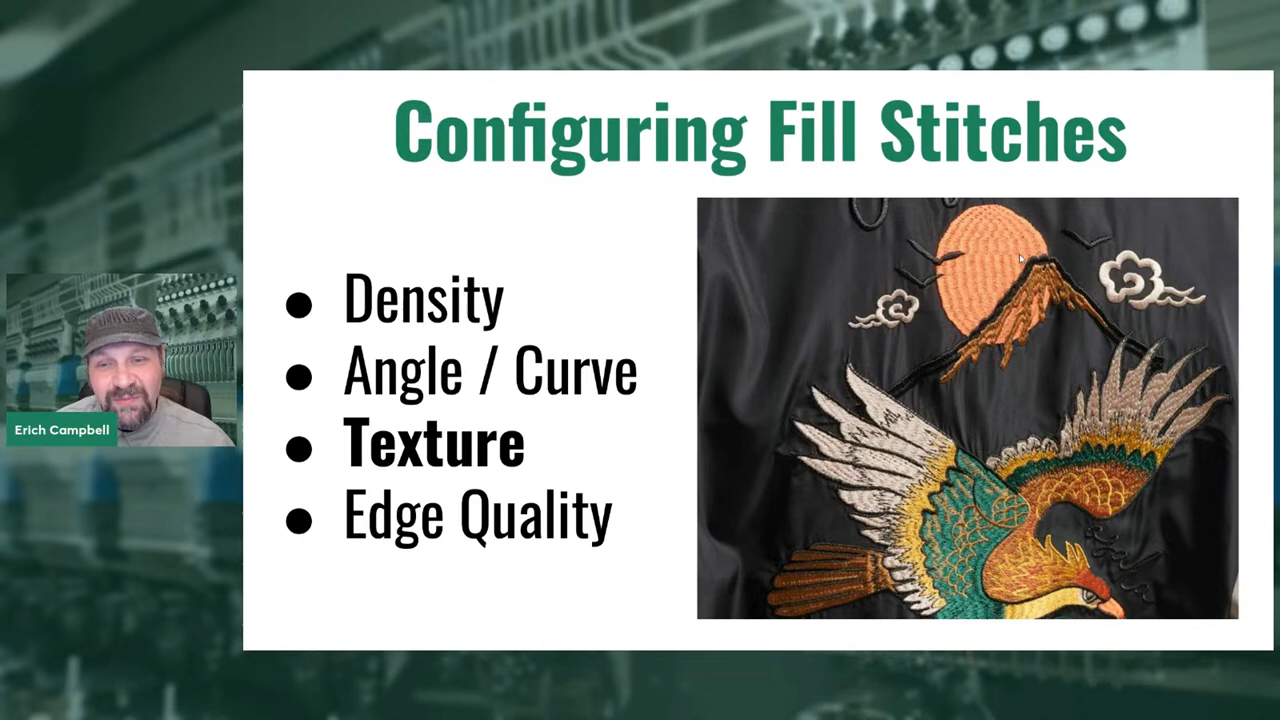 Configuring Fill Stitches
● Density
● Angle / Curve
● Texture
● Edge Quality
Erich Campbell